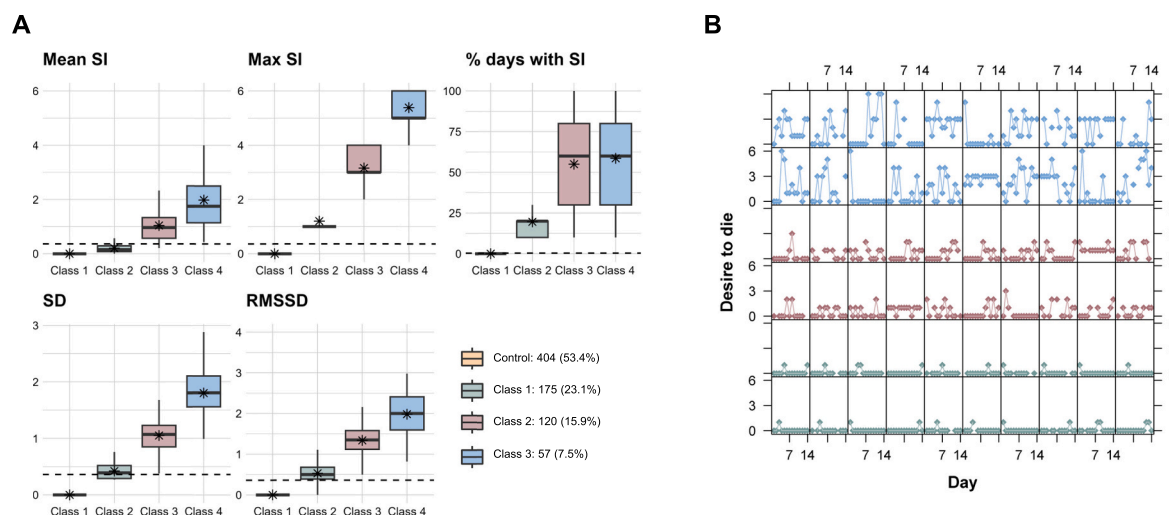 A
B
Mean SI
Max SI
% days with SI
6
4
2
0
Class 1 Class 2 Class 3 Class 4
6
4
2
0
Class 1 Class 2 Class 3 Class 4
100
75
50
25
0
Class 1 Class 2 Class 3 Class 4
SD
RMSSD
3
2
1
0
Class 1 Class 2 Class 3 Class 4
4
3
2
1
0
Class 1 Class 2 Class 3 Class 4
Control: 404 (53.4%)
Class 1: 175 (23.1%)
Class 2: 120 (15.9%)
Class 3: 57 (7.5%)
7 14 7 14 7 14 7 14 7 14
Desire to die
6
3
0
6
3
0
6
3
0
7 14 7 14 7 14 7 14 7 14
Day